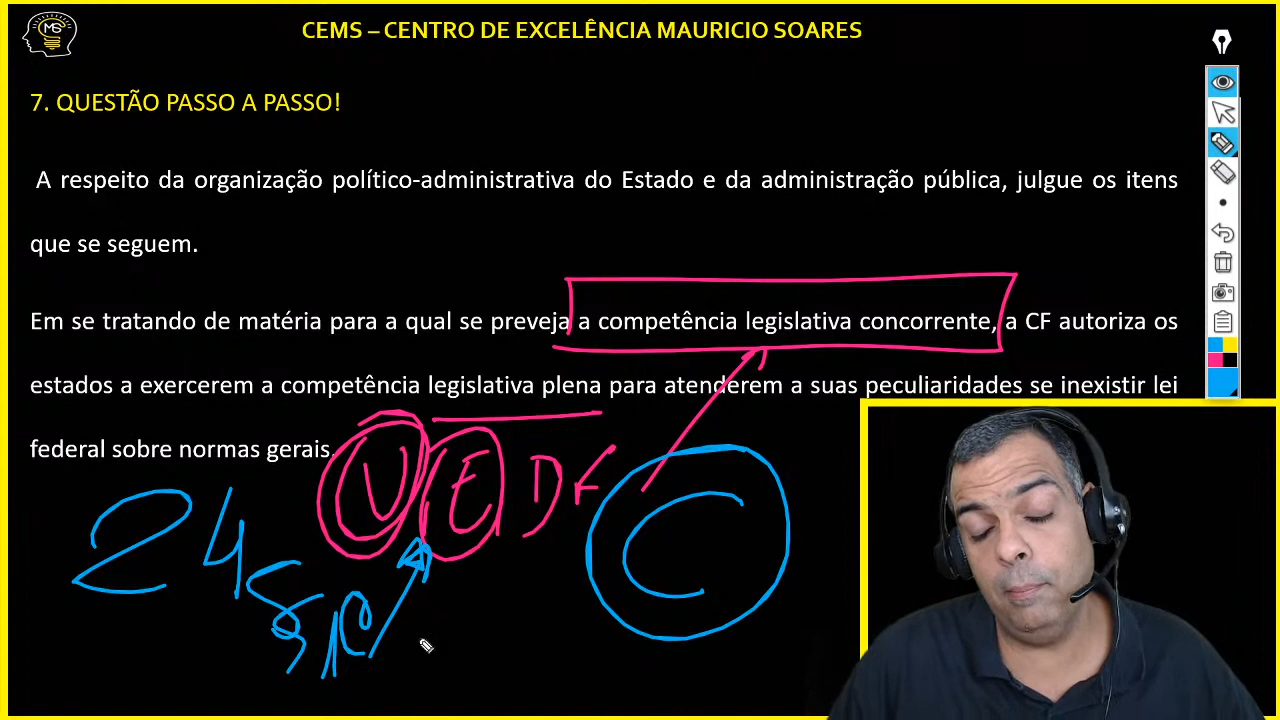 MS
CEMS – CENTRO DE EXCELÊNCIA MAURICIO SOARES
7. QUESTÃO PASSO A PASSO!
A respeito da organização político-administrativa do Estado e da administração pública, julgue os itens
que se seguem.
Em se tratando de matéria para a qual se preveja a competência legislativa concorrente, a CF autoriza os
estados a exercerem a competência legislativa plena para atenderem a suas peculiaridades se inexistir lei
federal sobre normas gerais.
U E DF C
24 §1º